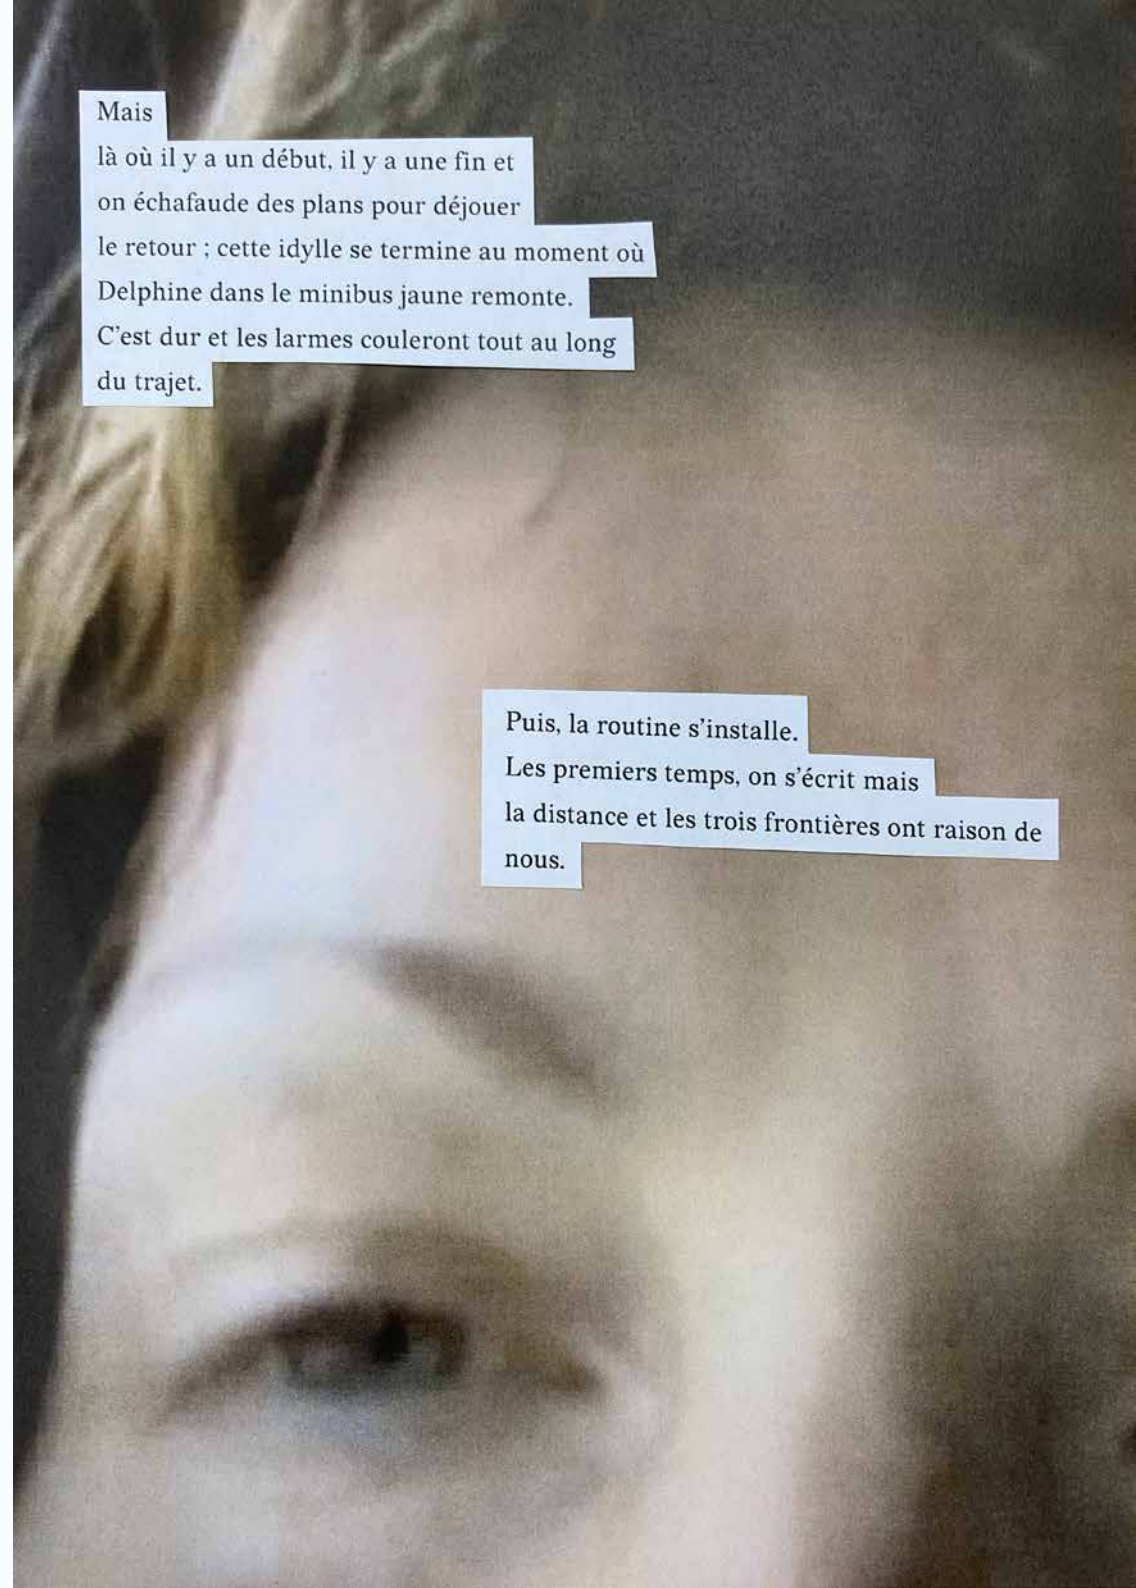 Mais
là où il y a un début, il y a une fin et
on échafaude des plans pour déjouer
le retour ; cette idylle se termine au moment où
Delphine dans le minibus jaune remonte.
C'est dur et les larmes couleront tout au long
du trajet.
Puis, la routine s'installe.
Les premiers temps, on s'écrit mais
la distance et les trois frontières ont raison de
nous.